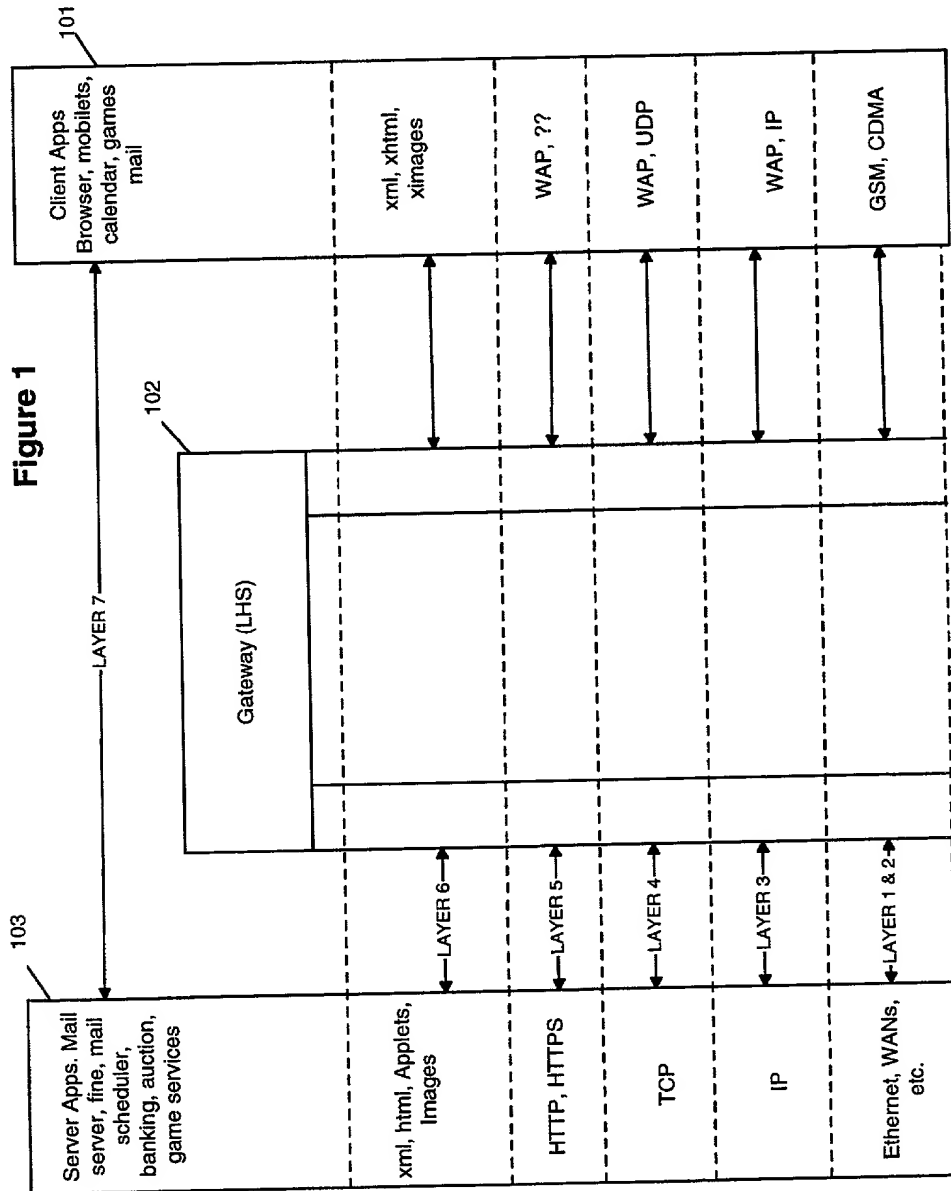 Figure 1
103
Server Apps. Mail
server, fine, mail
scheduler,
banking, auction,
game services
xml, html, Applets,
Images
HTTP, HTTPS
TCP
IP
Ethernet, WANs,
etc.
LAYER 7
LAYER 6
LAYER 5
LAYER 4
LAYER 3
LAYER 1 & 2
102
Gateway (LHS)
101
Client Apps
Browser, mobilets,
calendar, games
mail
xml, xhtml,
ximages
WAP, ??
WAP, UDP
WAP, IP
GSM, CDMA